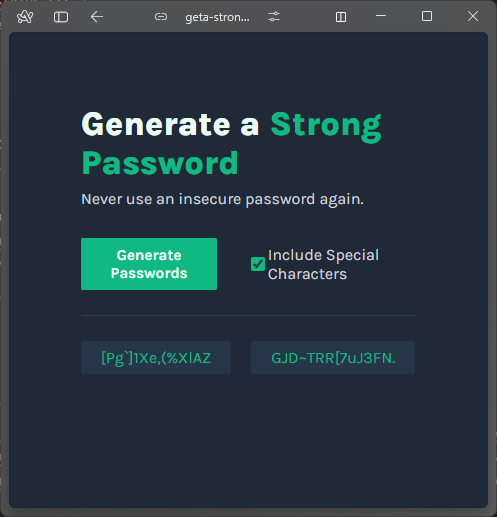 geta-stron...
Generate a Strong
Password
Never use an insecure password again.
Generate
Passwords
Include Special
Characters
[Pg`]1Xe,(%XlAZ
GJD~TRR[7uJ3FN.